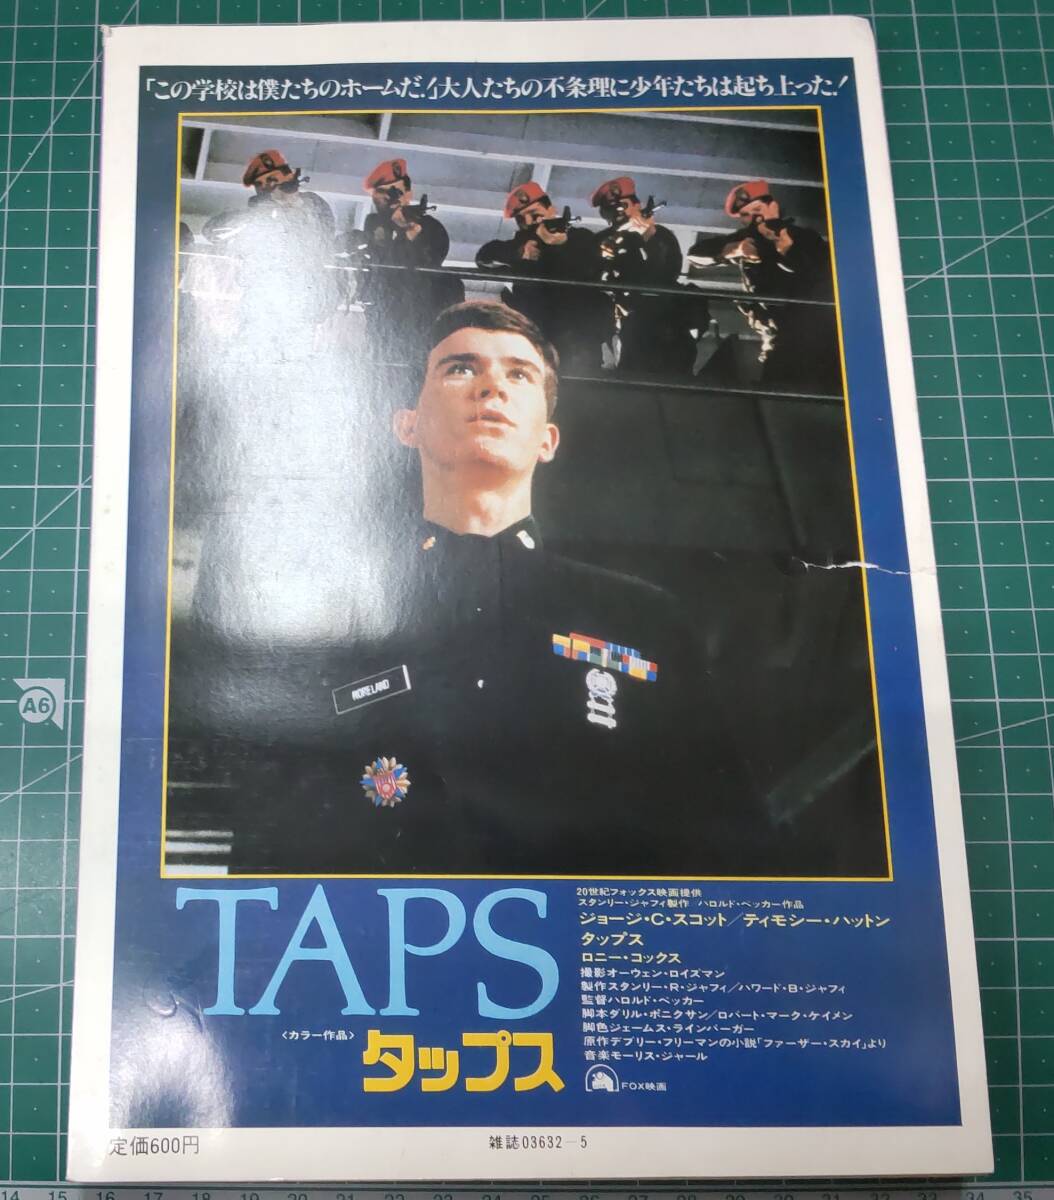 「この学校は僕たちのホームだ!」大人たちの不条理に少年たちは起ち上った!
MORELAND
A6
TAPS
<カラー作品>
タップス
20世紀フォックス映画提供
スタンリー・ジャフィ製作/ハロルド・ベッカー作品
ジョージ・C・スコット/ティモシー・ハットン
タップス
ロニー・コックス
撮影オーウェン・ロイズマン
製作スタンリー・R・ジャフィ/ハワード・B・ジャフィ
監督ハロルド・ベッカー
脚本ダリル・ポニクサン/ロバート・マーク・ケイメン
脚色ジェームス・ラインバーガー
原作デブリー・フリーマンの小説「ファーザー・スカイ」より
音楽モーリス・ジャール
FOX映画
定価600円
雑誌03632-5
14 15 16 17 18 19 20 21